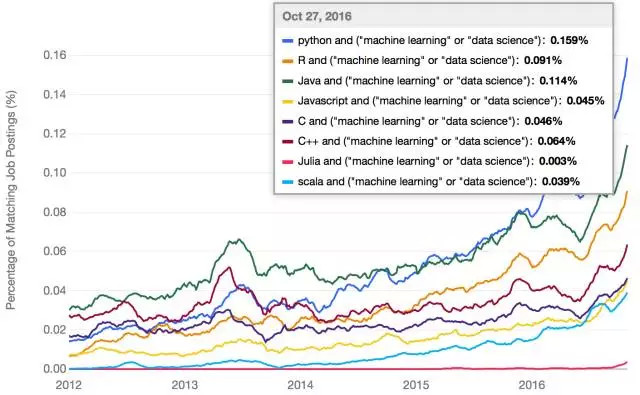 Oct 27, 2016
python and ("machine learning" or "data science"): 0.159%
R and ("machine learning" or "data science"): 0.091%
Java and ("machine learning" or "data science"): 0.114%
Javascript and ("machine learning" or "data science"): 0.045%
C and ("machine learning" or "data science"): 0.046%
C++ and ("machine learning" or "data science"): 0.064%
Julia and ("machine learning" or "data science"): 0.003%
scala and ("machine learning" or "data science"): 0.039%
Percentage of Matching Job Postings (%)
0.16
0.14
0.12
0.10
0.08
0.06
0.04
0.02
0.00
2012 2013 2014 2015 2016